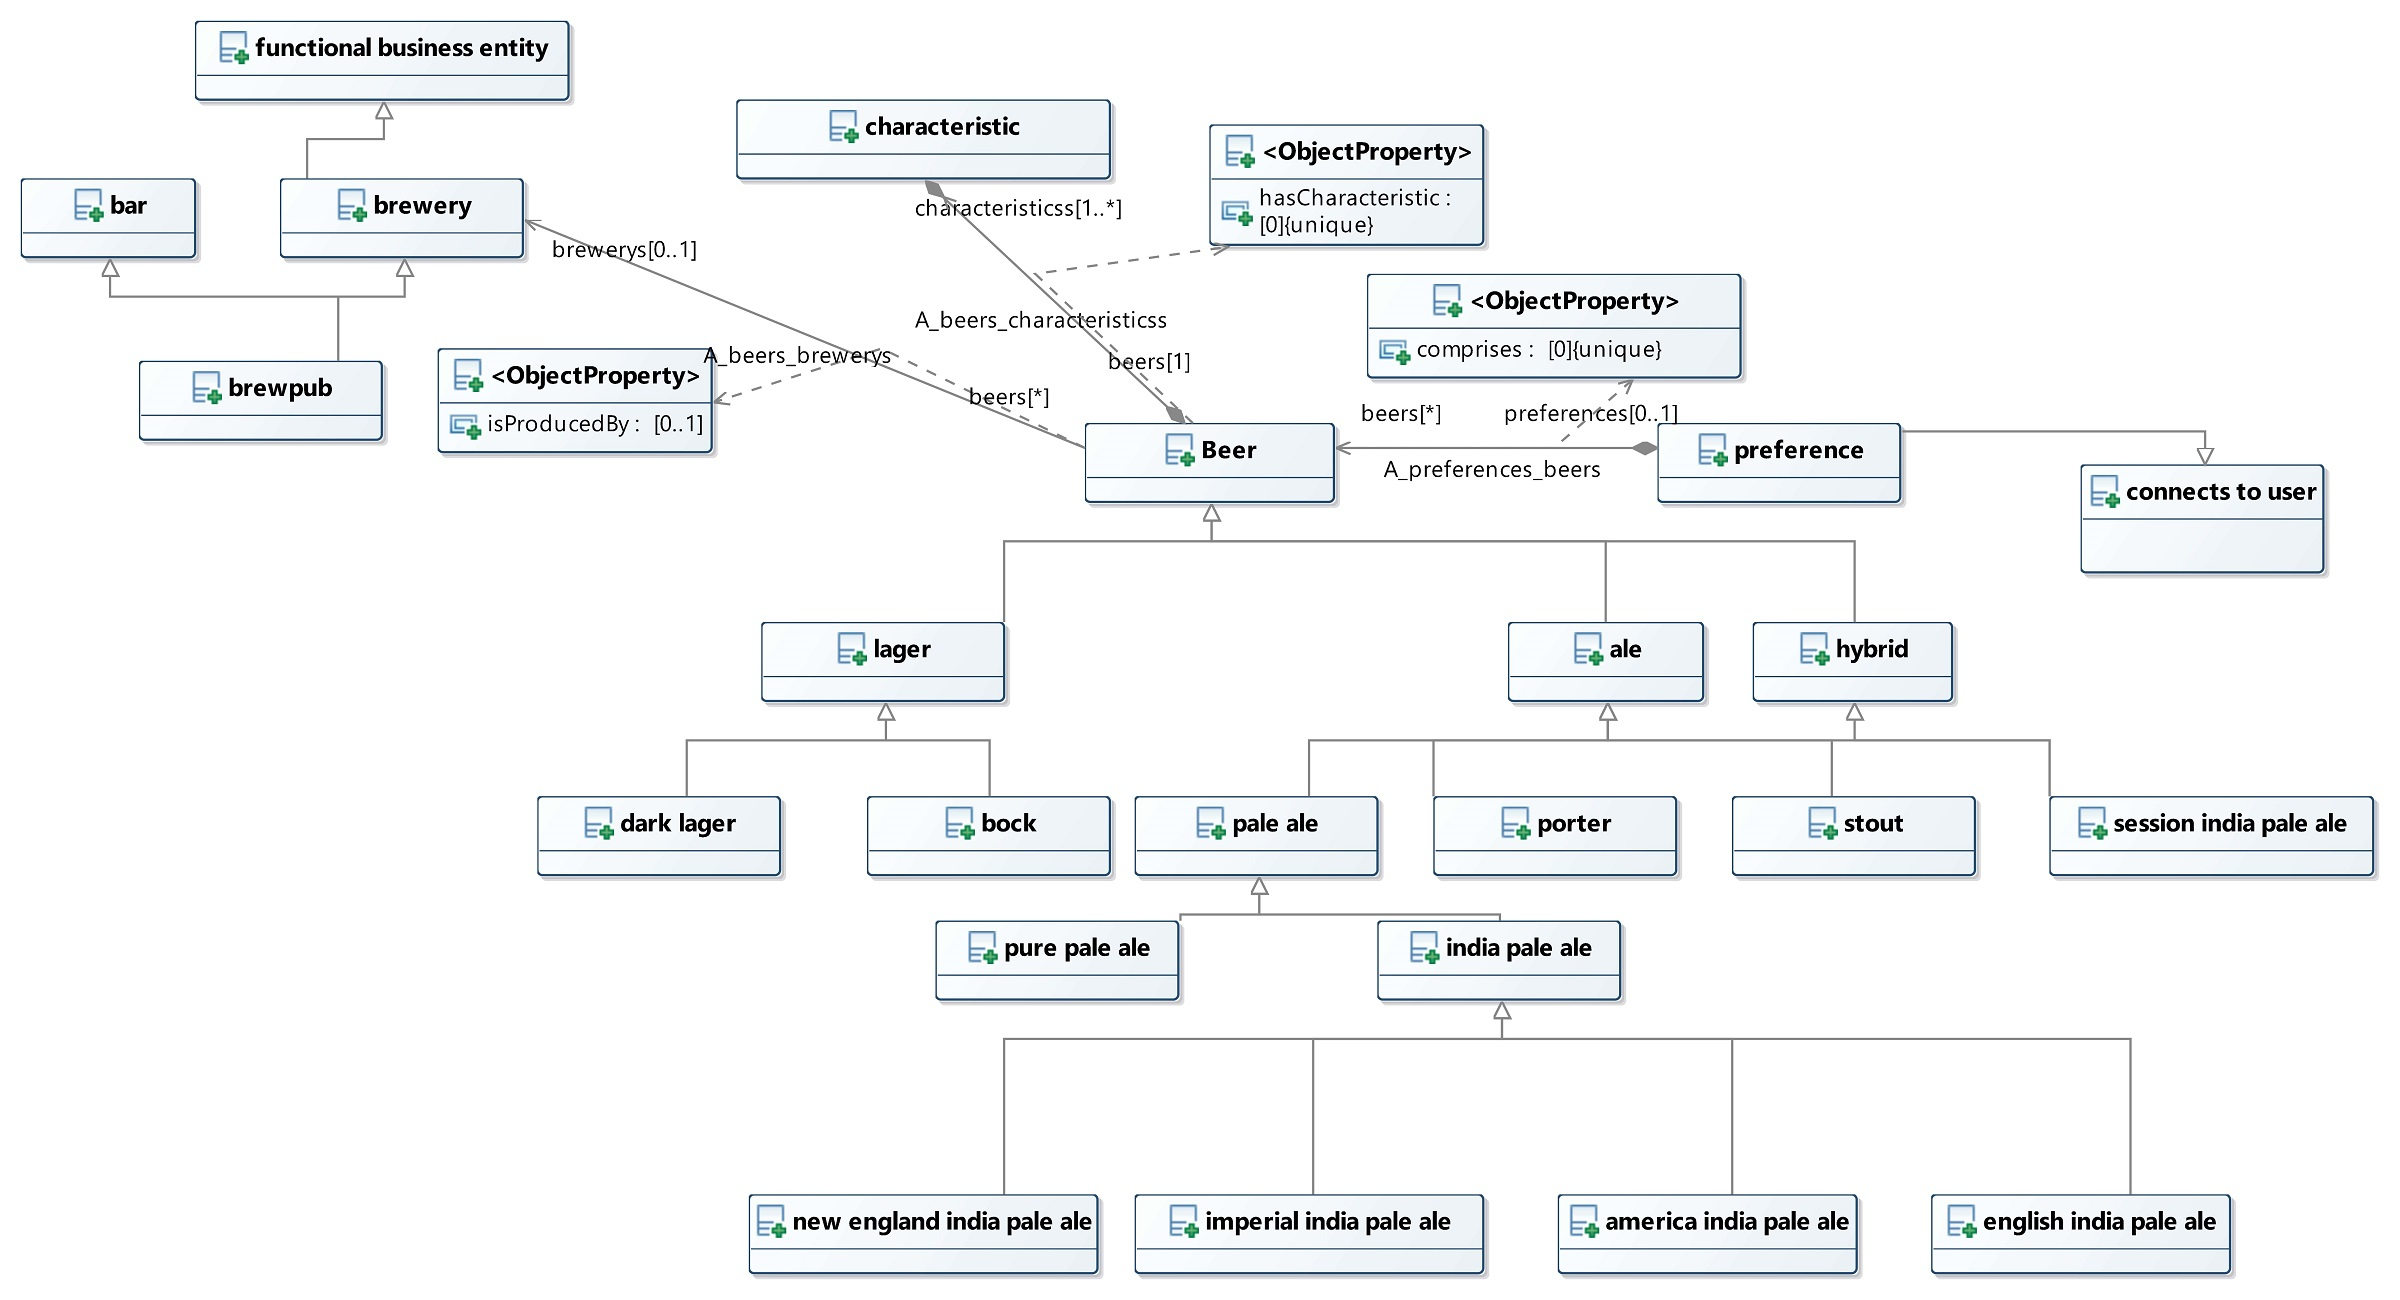 functional business entity
characteristic
<ObjectProperty>
hasCharacteristic :
[0]{unique}
bar
brewery
characteristicss[1..*]
brewerys[0..1]
<ObjectProperty>
comprises :  [0]{unique}
A_beers_characteristicss
A_beers_brewerys
beers[1]
brewpub
<ObjectProperty>
isProducedBy :  [0..1]
beers[*]
beers[*]
preferences[0..1]
Beer
A_preferences_beers
preference
connects to user
lager
ale
hybrid
dark lager
bock
pale ale
porter
stout
session india pale ale
pure pale ale
india pale ale
new england india pale ale
imperial india pale ale
america india pale ale
english india pale ale